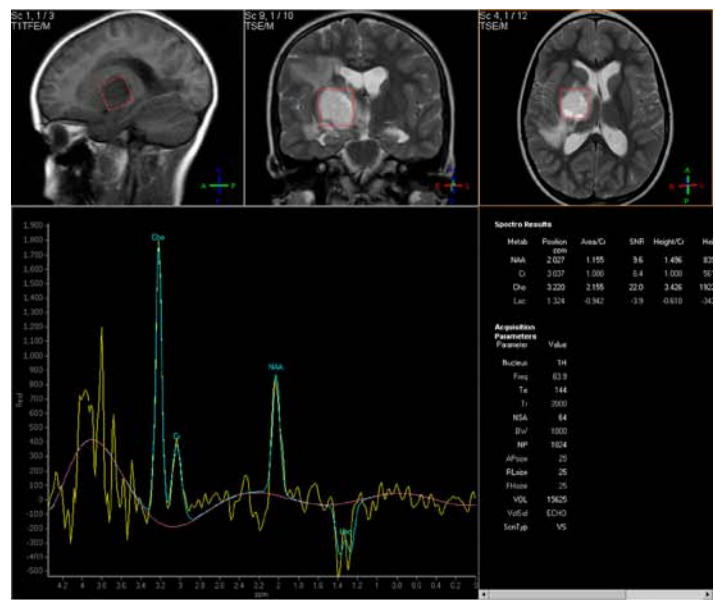 Sc 1, 1 / 3
T1TFE/M
Sc 9, 1 / 10
TSE/M
Sc 4, 1 / 12
TSE/M
A P
A
P
Spectro Results
Metab Position ppm Area/Cr SNR Height/Cr
NAA 2.027 1.155 9.6 1.496
Cr 3.037 1.000 6.4 1.000
Cho 3.220 2.155 22.0 3.426
Lac 1.324 -0.942 -3.9 -0.610
Acquisition
Parameters
Parameter Value
Nucleus 1H
Freq 63.9
Te 144
Tr 2000
NSA 64
BW 1000
NP 1024
APsize 25
RLsize 25
FHsize 25
VOL 15625
VolSel ECHO
SenTyp VS
Real
1,900
1,800
1,700
1,600
1,500
1,400
1,300
1,200
1,100
1,000
900
800
700
600
500
400
300
200
100
0
-100
-200
-300
-400
-500
Cho
Cr
NAA
Lac
4.2 4 3.8 3.6 3.4 3.2 3 2.8 2.6 2.4 2.2 2 1.8 1.6 1.4 1.2 1 0.8 0.6 0.4 0.2
ppm